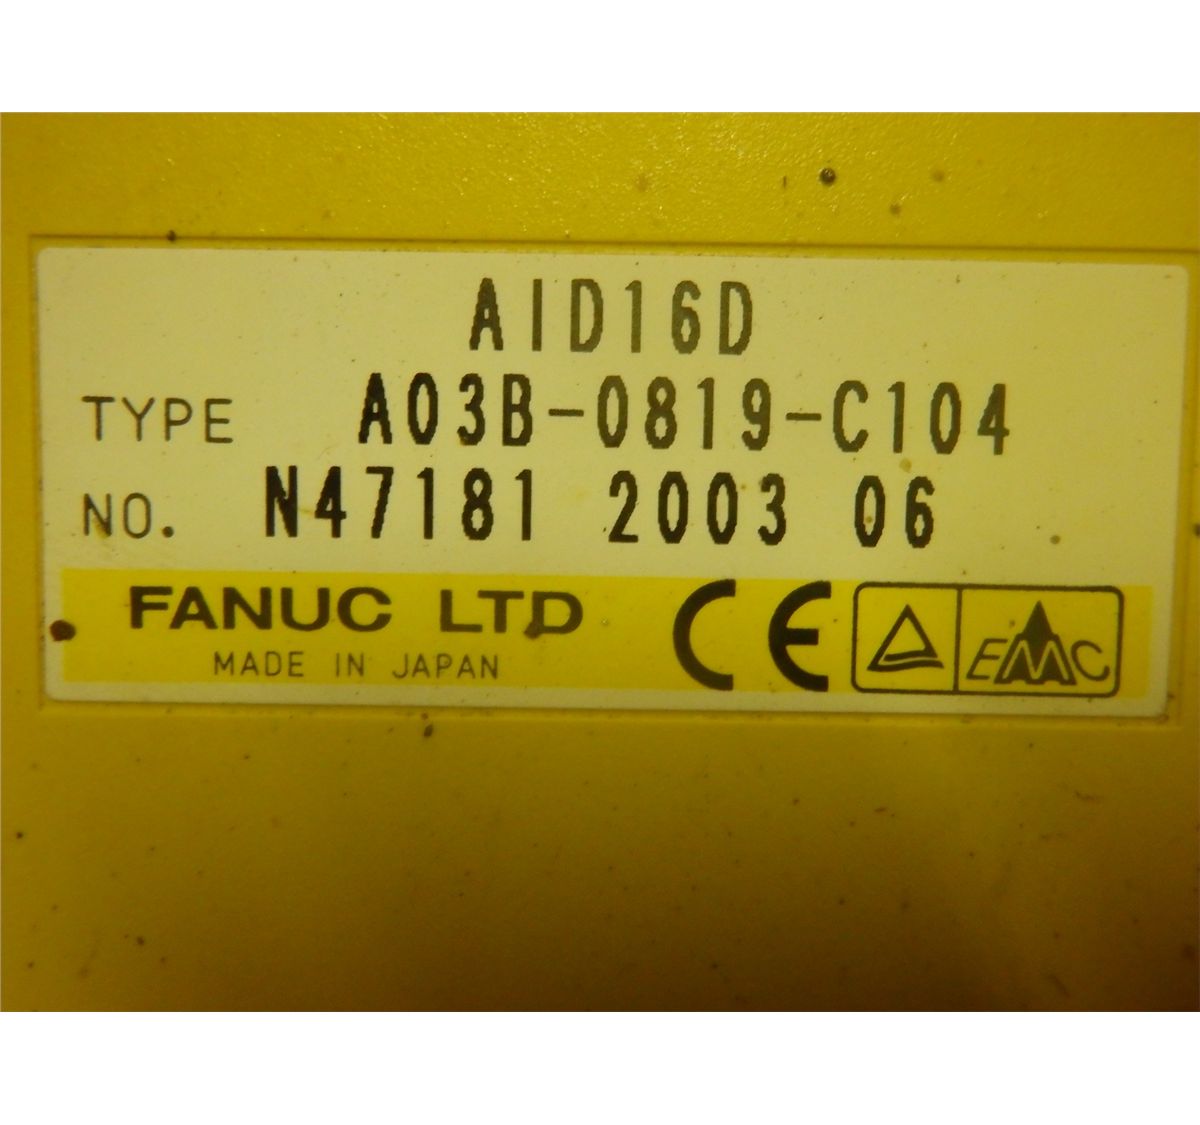 AID16D
TYPE A03B-0819-C104
NO. N47181 2003 06
FANUC LTD CE EMC
MADE IN JAPAN